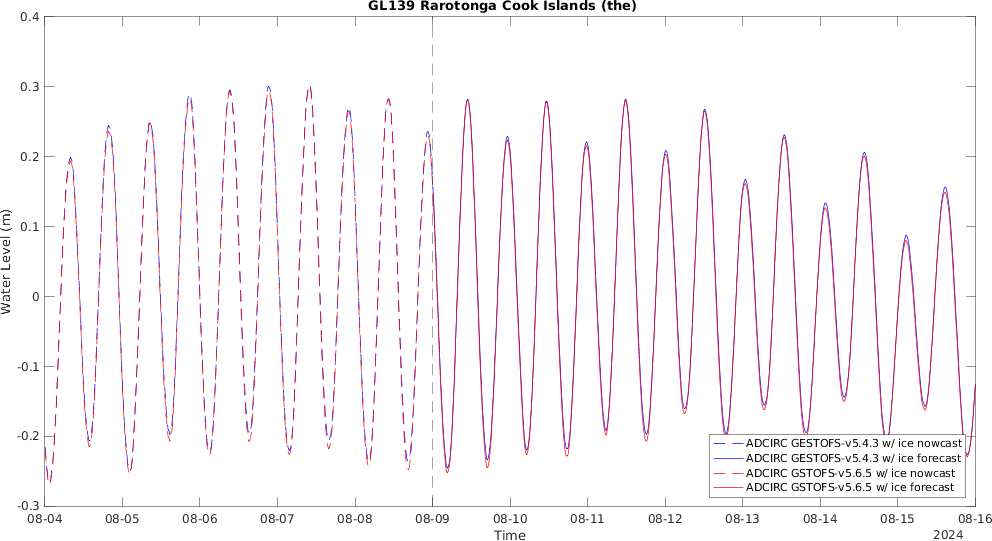 GL139 Rarotonga Cook Islands (the)
0.4
0.3
0.2
0.1
0
-0.1
-0.2
-0.3
Water Level (m)
ADCIRC GESTOFS-v5.4.3 w/ ice nowcast
ADCIRC GESTOFS-v5.4.3 w/ ice forecast
ADCIRC GSTOFS-v5.6.5 w/ ice nowcast
ADCIRC GSTOFS-v5.6.5 w/ ice forecast
08-04 08-05 08-06 08-07 08-08 08-09 08-10 08-11 08-12 08-13 08-14 08-15 08-16
Time
2024